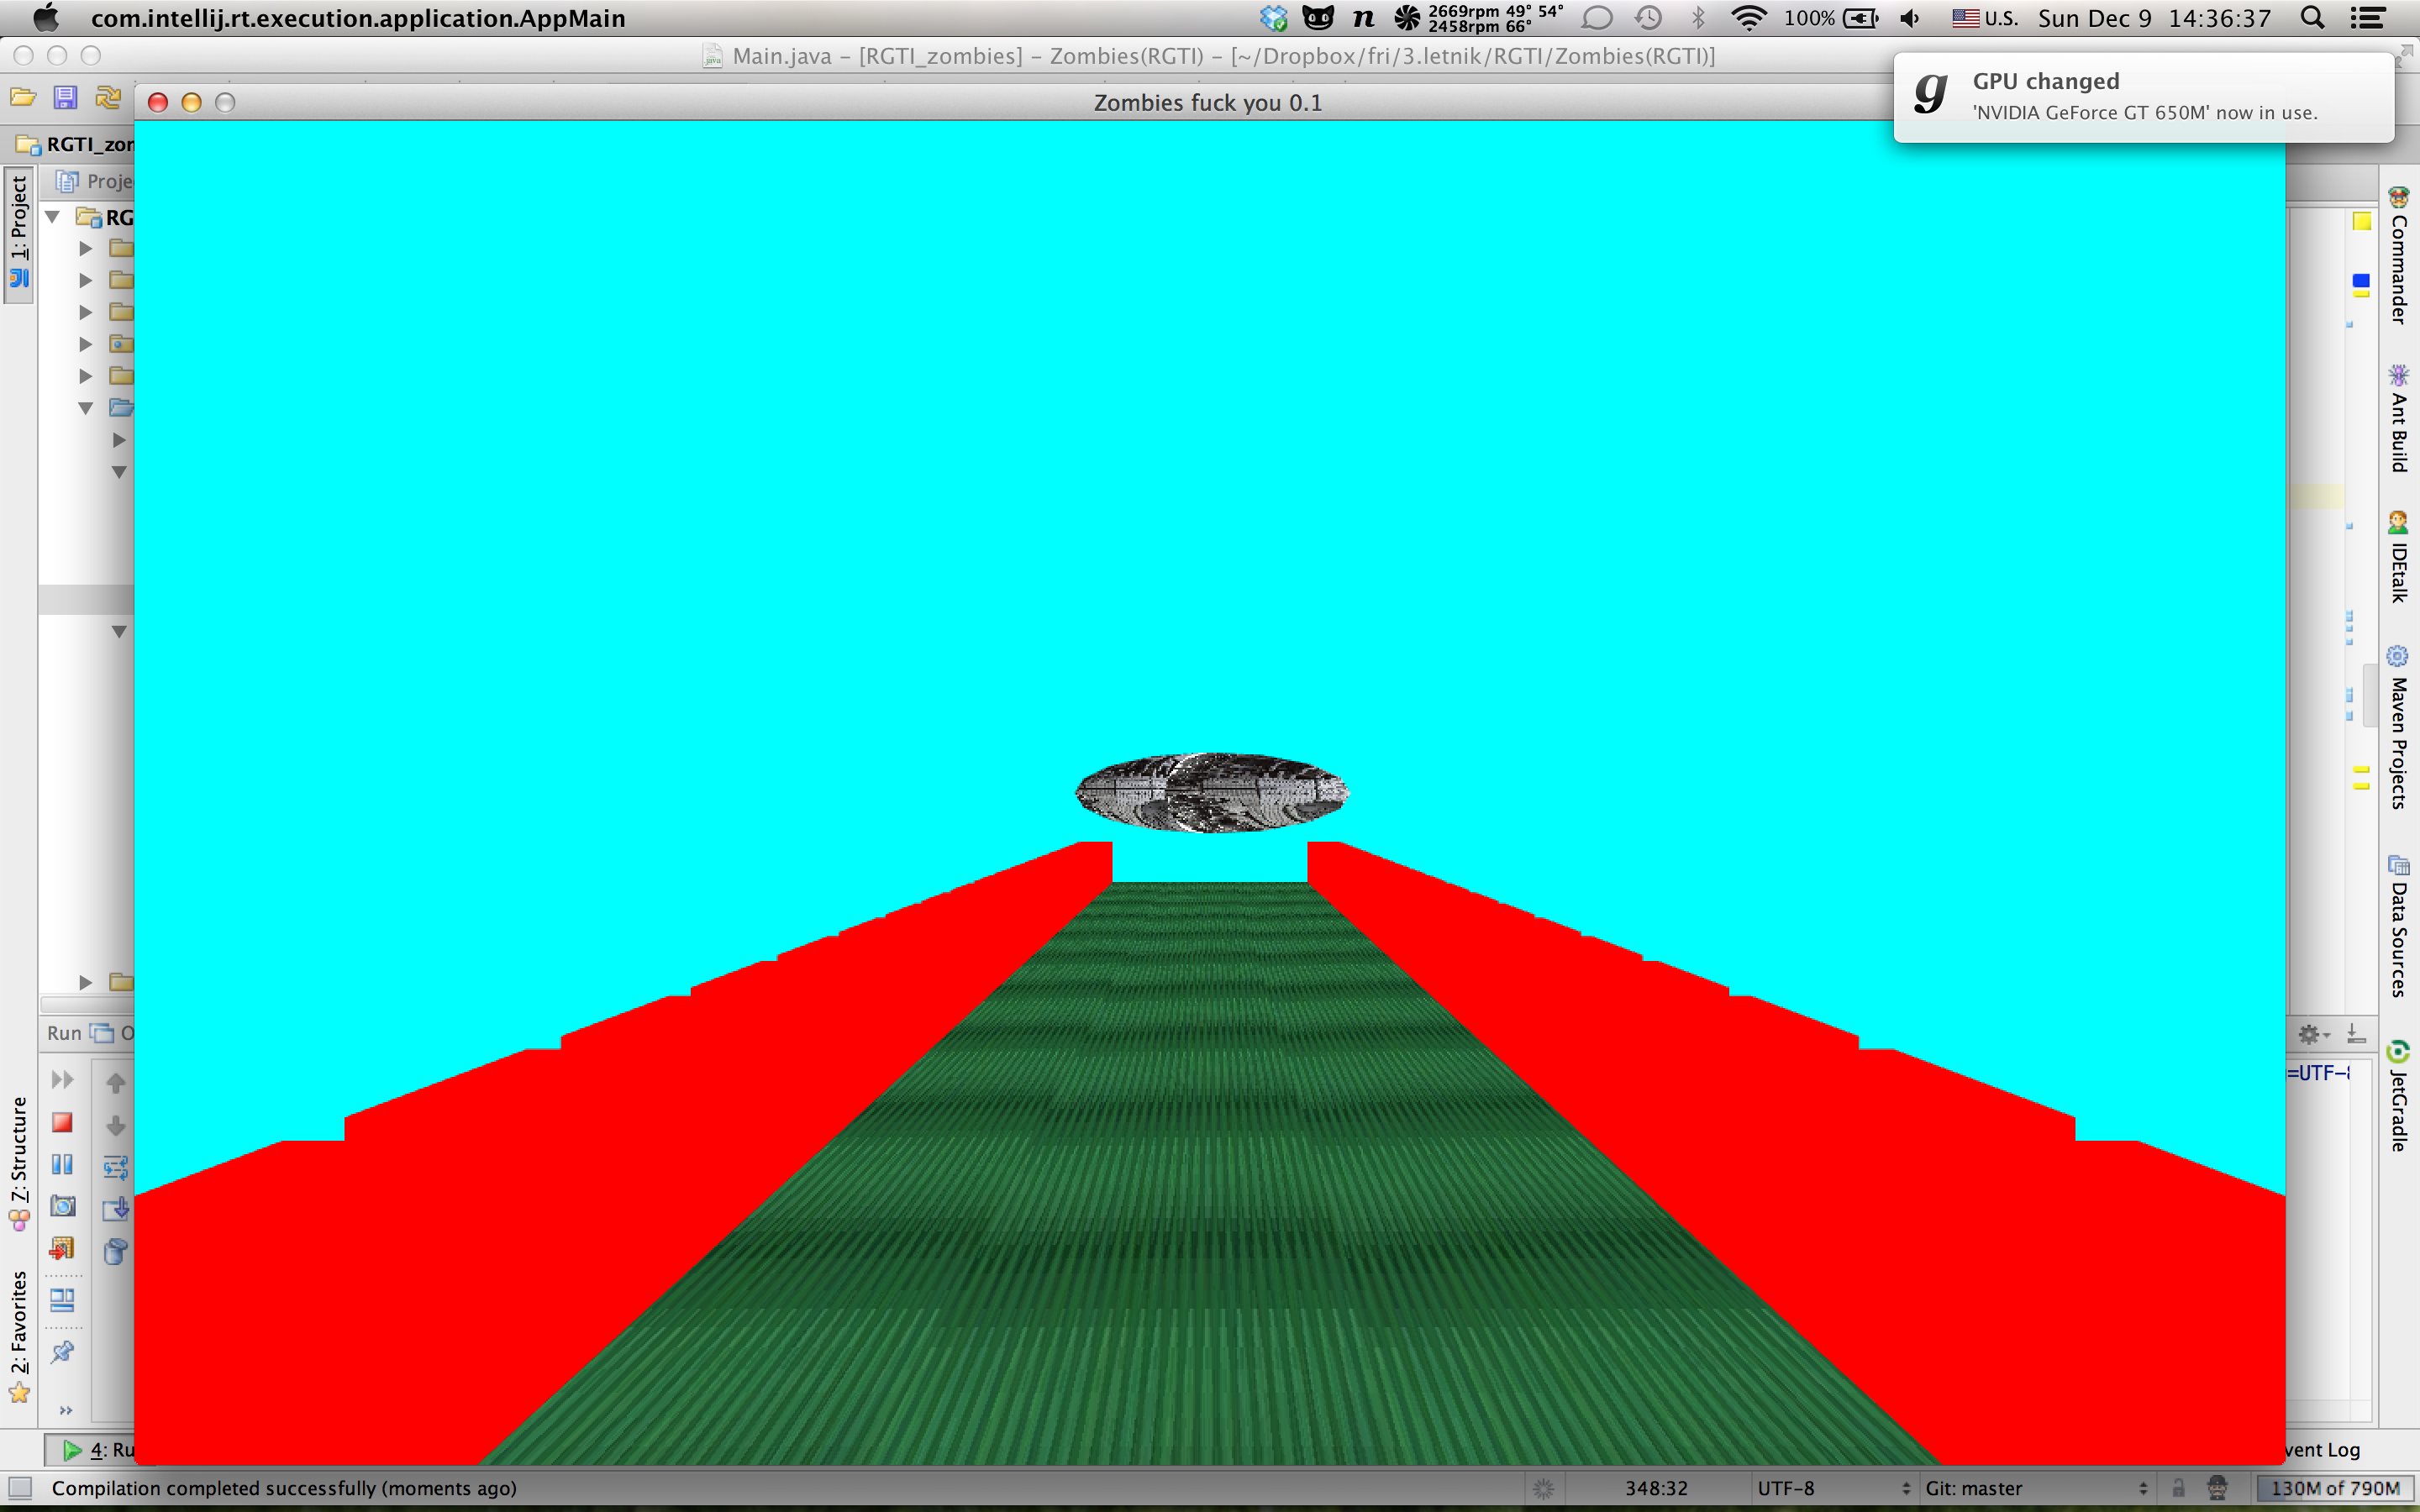 com.intellij.rt.execution.application.AppMain
2669rpm 49° 54°
2458rpm 66°
100%
U.S.
Sun Dec 9 14:36:37
Main.java – [RGTI_zombies] – Zombies(RGTI) – [~/Dropbox/fri/3.letnik/RGTI/Zombies(RGTI)]
GPU changed
'NVIDIA GeForce GT 650M' now in use.
Zombies fuck you 0.1
RGTI_zor
Proje
RG
1: Project
Commander
Ant Build
IDEtalk
Maven Projects
Data Sources
JetGradle
Run
=UTF-8
7: Structure
2: Favorites
4: Ru
vent Log
Compilation completed successfully (moments ago)
348:32
UTF-8
Git: master
130M of 790M